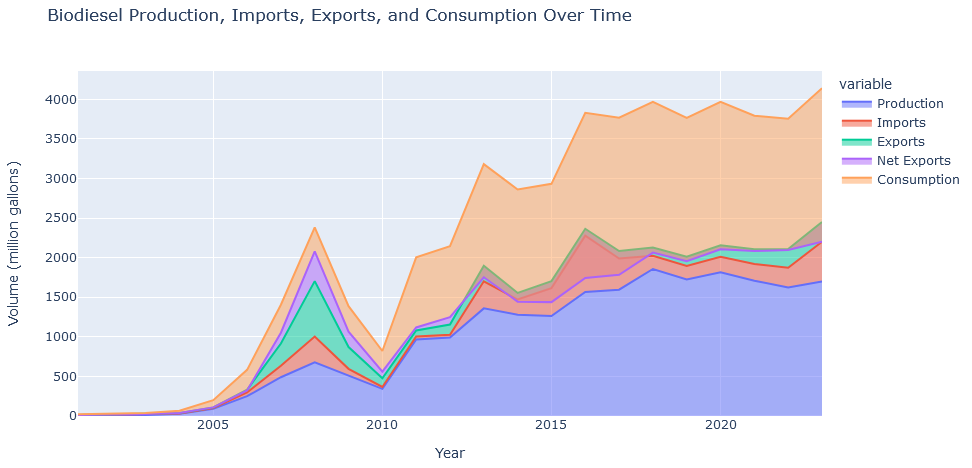 Biodiesel Production, Imports, Exports, and Consumption Over Time
variable
Production
Imports
Exports
Net Exports
Consumption
Volume (million gallons)
4000
3500
3000
2500
2000
1500
1000
500
0
2005
2010
2015
2020
Year